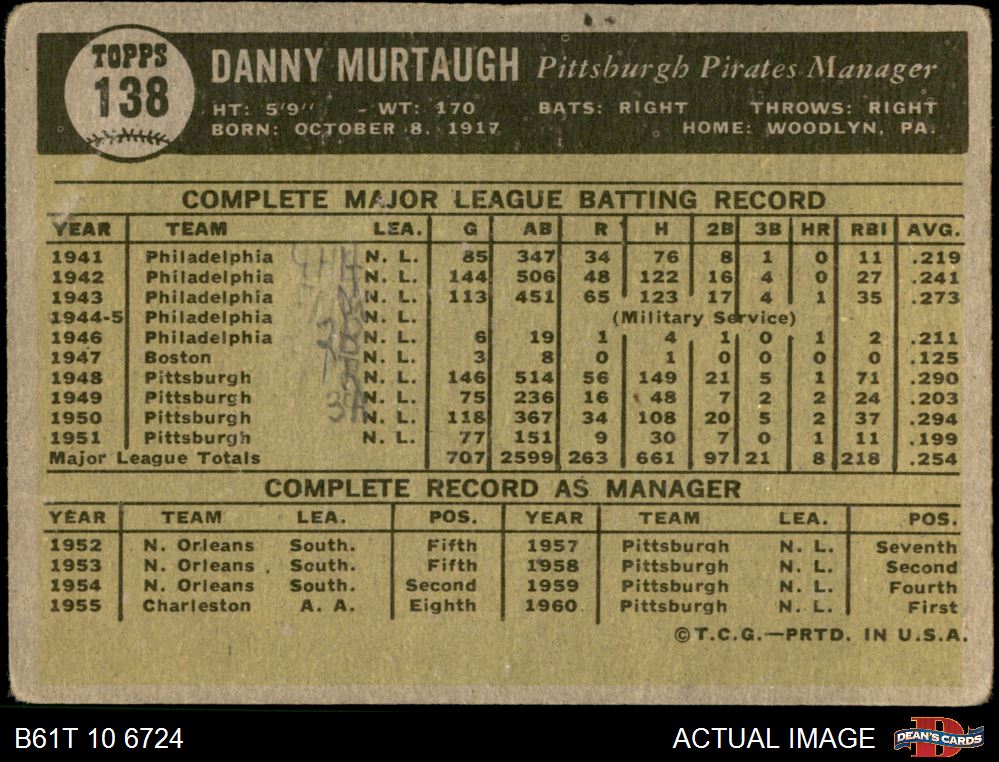 TOPPS
138
DANNY MURTAUGH Pittsburgh Pirates Manager
HT: 5'9" - WT: 170 BATS: RIGHT THROWS: RIGHT
BORN: OCTOBER 8, 1917 HOME: WOODLYN, PA.
COMPLETE MAJOR LEAGUE BATTING RECORD
YEAR TEAM LEA. G AB R H 2B 3B HR RBI AVG.
1941 Philadelphia N. L. 85 347 34 76 8 1 0 11 .219
1942 Philadelphia N. L. 144 506 48 122 16 4 0 27 .241
1943 Philadelphia N. L. 113 451 65 123 17 4 1 35 .273
1944-5 Philadelphia N. L. (Military Service)
1946 Philadelphia N. L. 6 19 1 4 1 0 1 2 .211
1947 Boston N. L. 3 8 0 1 0 0 0 0 .125
1948 Pittsburgh N. L. 146 514 56 149 21 5 1 71 .290
1949 Pittsburgh N. L. 75 236 16 48 7 2 2 24 .203
1950 Pittsburgh N. L. 118 367 34 108 20 5 2 37 .294
1951 Pittsburgh N. L. 77 151 9 30 7 0 1 11 .199
Major League Totals 707 2599 263 661 97 21 8 218 .254
COMPLETE RECORD AS MANAGER
YEAR TEAM LEA. POS. YEAR TEAM LEA. POS.
1952 N. Orleans South. Fifth 1957 Pittsburgh N. L. Seventh
1953 N. Orleans South. Fifth 1958 Pittsburgh N. L. Second
1954 N. Orleans South. Second 1959 Pittsburgh N. L. Fourth
1955 Charleston A. A. Eighth 1960 Pittsburgh N. L. First
©T.C.G.—PRTD. IN U.S.A.
B61T 10 6724 ACTUAL IMAGE DEAN'S CARDS